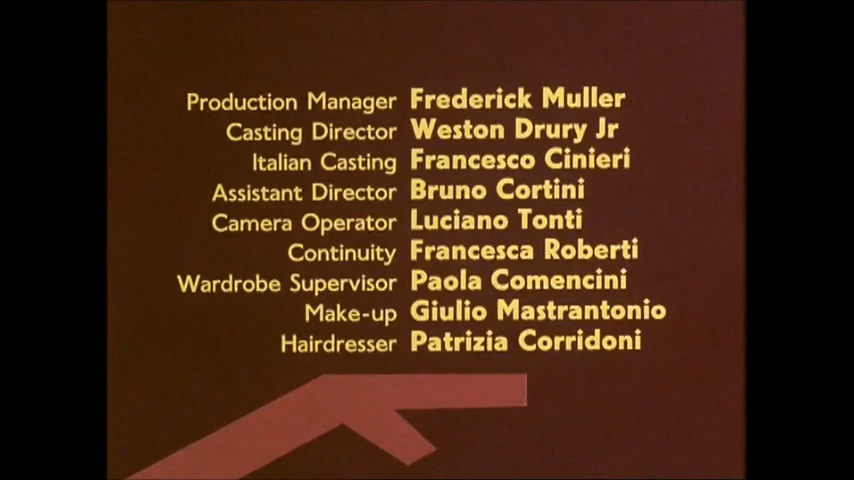 Production Manager Frederick Muller
Casting Director Weston Drury Jr
Italian Casting Francesco Cinieri
Assistant Director Bruno Cortini
Camera Operator Luciano Tonti
Continuity Francesca Roberti
Wardrobe Supervisor Paola Comencini
Make-up Giulio Mastrantonio
Hairdresser Patrizia Corridoni